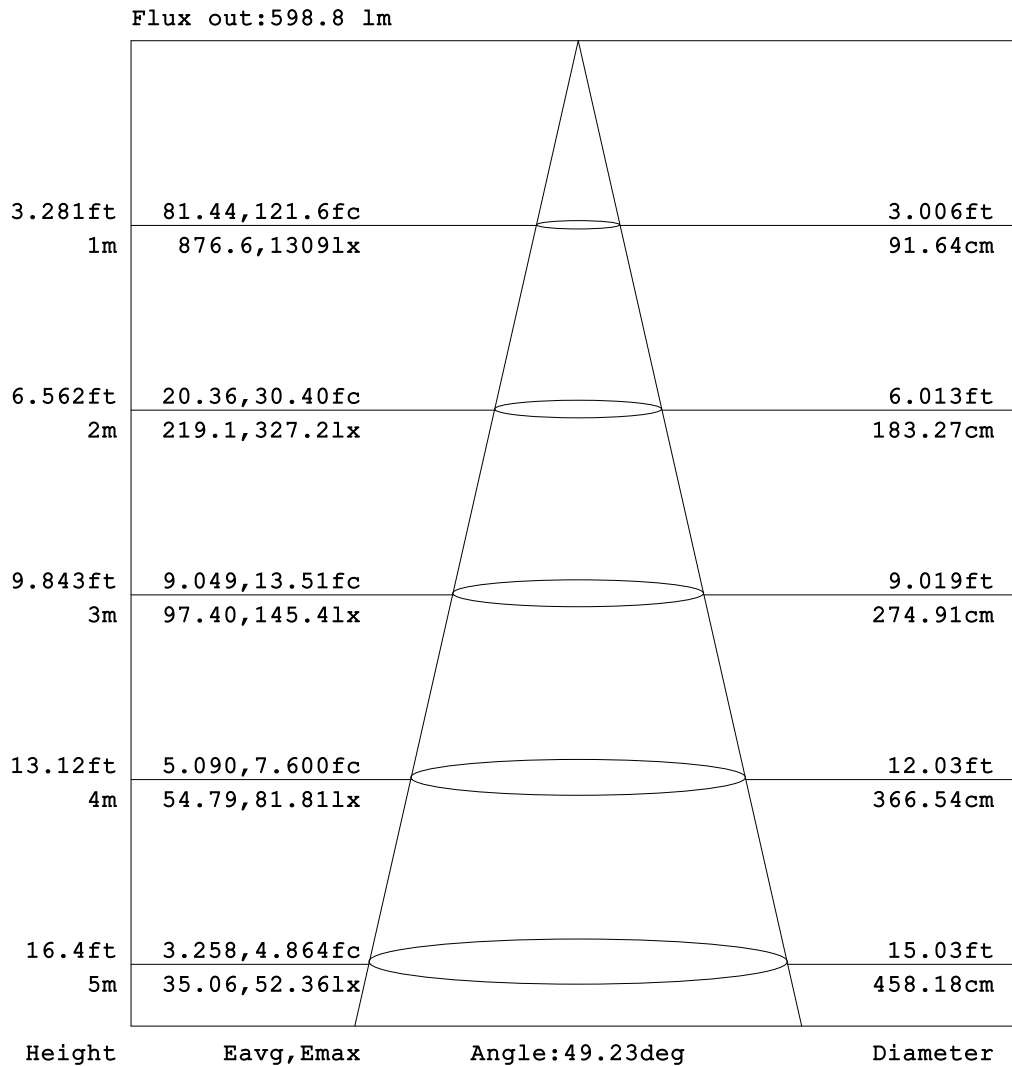 Flux out:598.8 lm
3.281ft 81.44,121.6fc 3.006ft
1m 876.6,1309lx 91.64cm
6.562ft 20.36,30.40fc 6.013ft
2m 219.1,327.2lx 183.27cm
9.843ft 9.049,13.51fc 9.019ft
3m 97.40,145.4lx 274.91cm
13.12ft 5.090,7.600fc 12.03ft
4m 54.79,81.81lx 366.54cm
16.4ft 3.258,4.864fc 15.03ft
5m 35.06,52.36lx 458.18cm
Height Eavg,Emax Angle:49.23deg Diameter